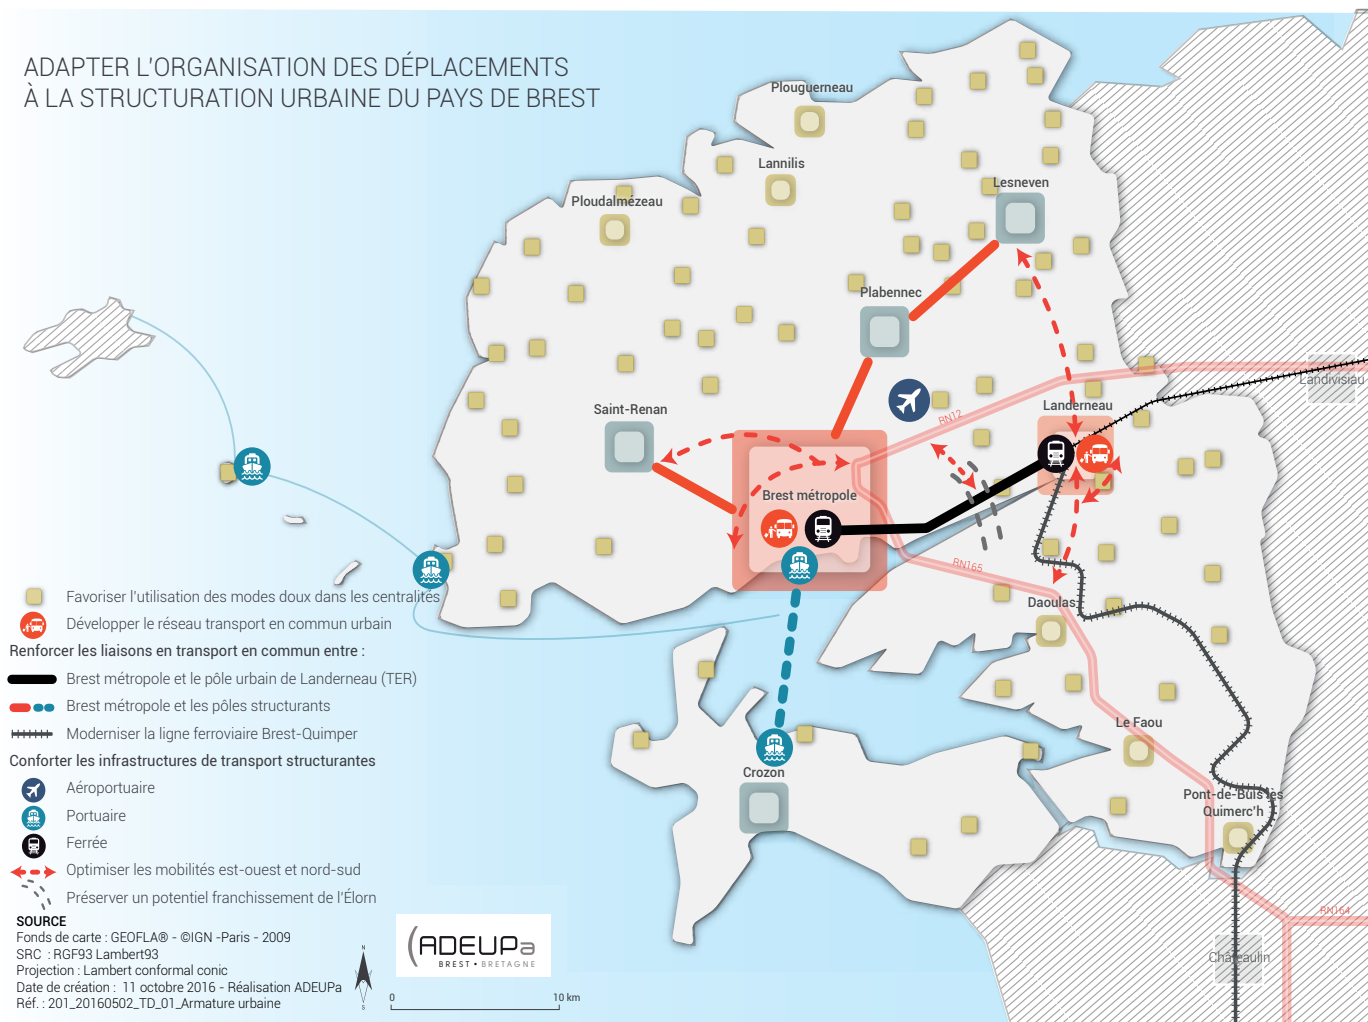 ADAPTER L'ORGANISATION DES DÉPLACEMENTS
À LA STRUCTURATION URBAINE DU PAYS DE BREST
Plouguerneau
Lannilis
Lesneven
Ploudalmézeau
Plabennec
Landivisiau
Saint-Renan
Landerneau
RN12
Brest métropole
RN165
Daoulas
Le Faou
Crozon
Pont-de-Buis les
Quimerc'h
RN164
Châteaulin
Favoriser l'utilisation des modes doux dans les centralités
Développer le réseau transport en commun urbain
Renforcer les liaisons en transport en commun entre :
Brest métropole et le pôle urbain de Landerneau (TER)
Brest métropole et les pôles structurants
Moderniser la ligne ferroviaire Brest-Quimper
Conforter les infrastructures de transport structurantes
Aéroportuaire
Portuaire
Ferrée
Optimiser les mobilités est-ouest et nord-sud
Préserver un potentiel franchissement de l'Élorn
SOURCE
Fonds de carte : GEOFLA® - ©IGN -Paris - 2009
SRC : RGF93 Lambert93
Projection : Lambert conformal conic
Date de création : 11 octobre 2016 - Réalisation ADEUPa
Réf. : 201_20160502_TD_01_Armature urbaine
N
S
ADEUPa
BREST • BRETAGNE
0 10 km